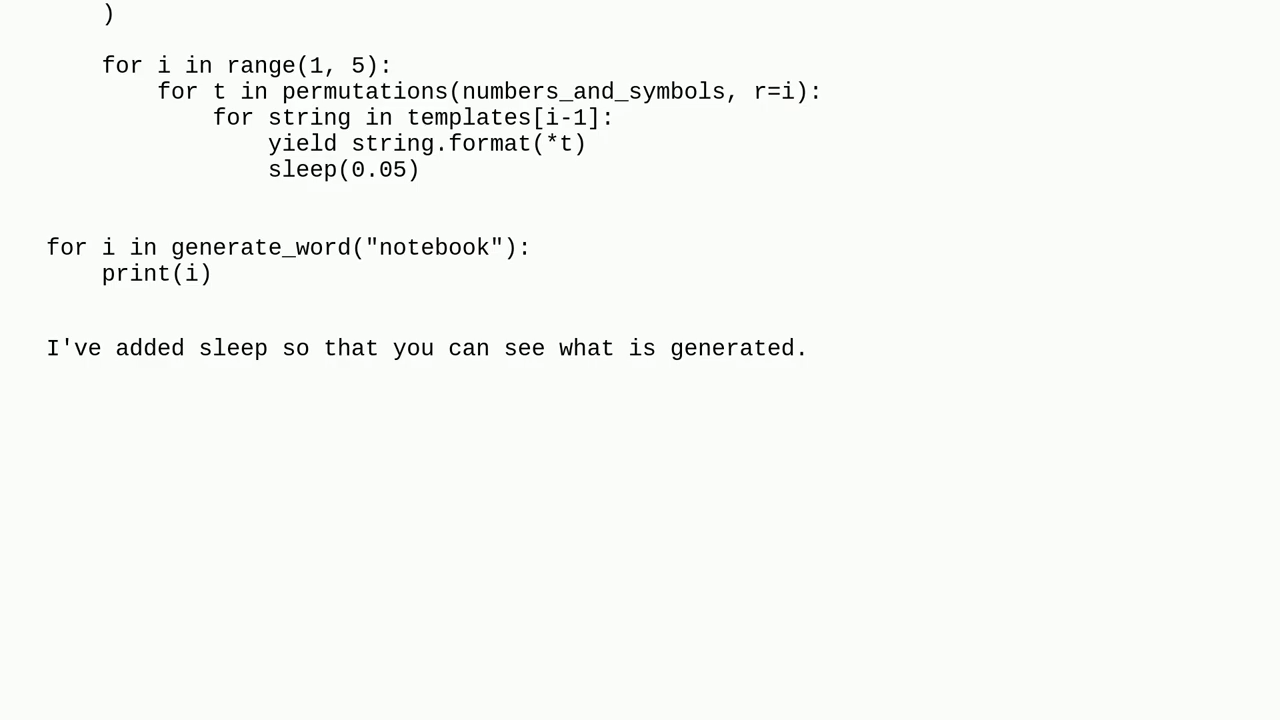 )
for i in range(1, 5):
for t in permutations(numbers_and_symbols, r=i):
for string in templates[i-1]:
yield string.format(*t)
sleep(0.05)
for i in generate_word("notebook"):
print(i)
I've added sleep so that you can see what is generated.